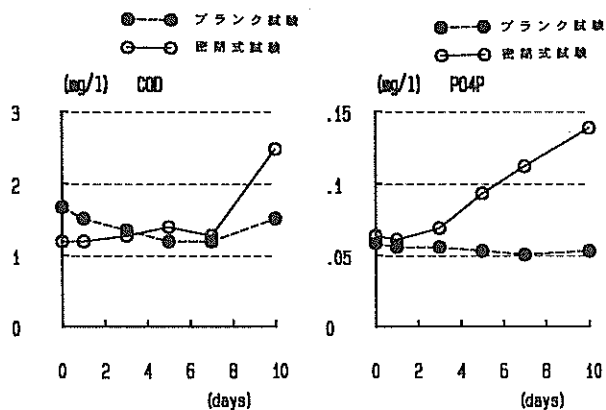 ブランク試験
密閉式試験
(mg/l) COD
3
2
1
0
0 2 4 6 8 10
(days)
ブランク試験
密閉式試験
(mg/l) PO4P
.15
.1
.05
0
0 2 4 6 8 10
(days)